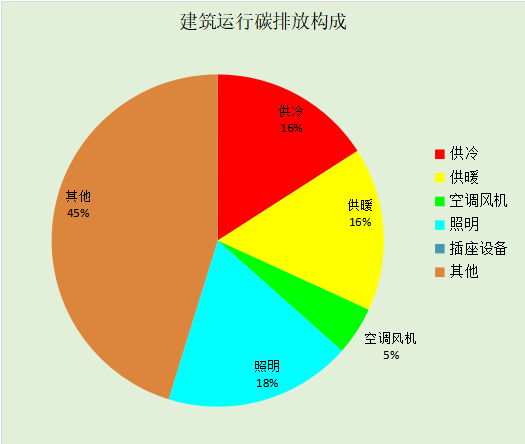 建筑运行碳排放构成
供冷
16%
供暖
16%
空调风机
5%
照明
18%
其他
45%
供冷
供暖
空调风机
照明
插座设备
其他